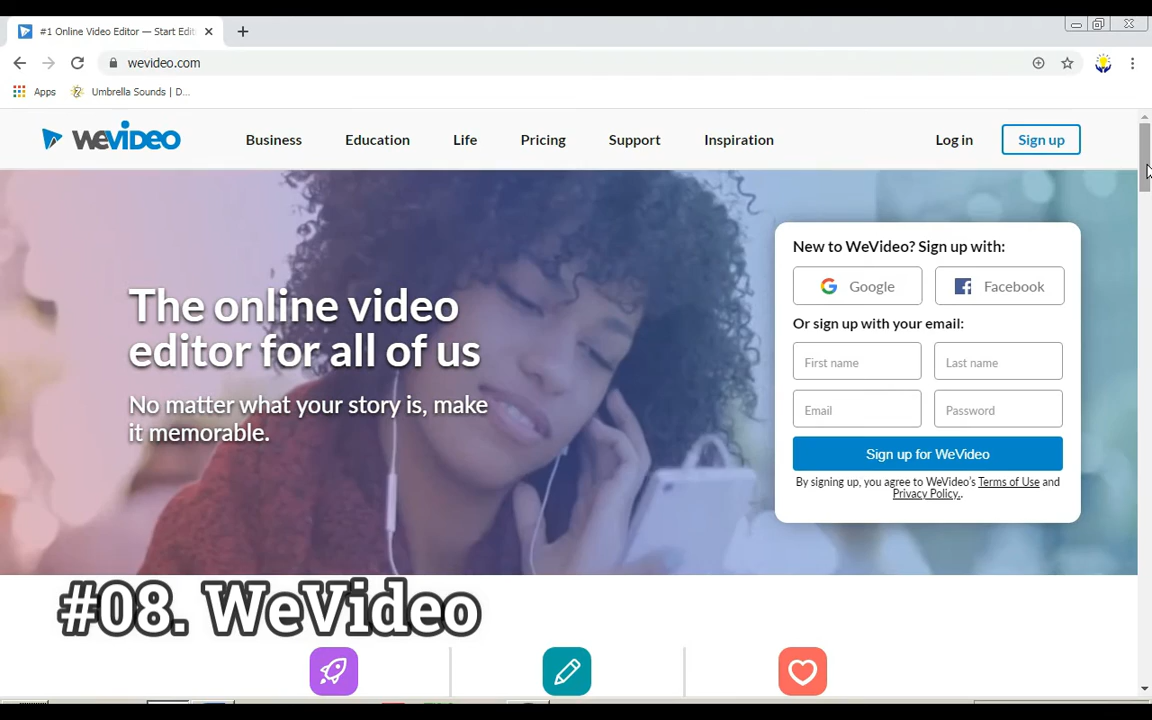 #1 Online Video Editor — Start Edit
wevideo.com
Apps
Umbrella Sounds | D...
wevideo
Business
Education
Life
Pricing
Support
Inspiration
Log in
Sign up
The online video
editor for all of us
No matter what your story is, make
it memorable.
New to WeVideo? Sign up with:
Google
Facebook
Or sign up with your email:
First name
Last name
Email
Password
Sign up for WeVideo
By signing up, you agree to WeVideo's Terms of Use and
Privacy Policy..
#08. WeVideo